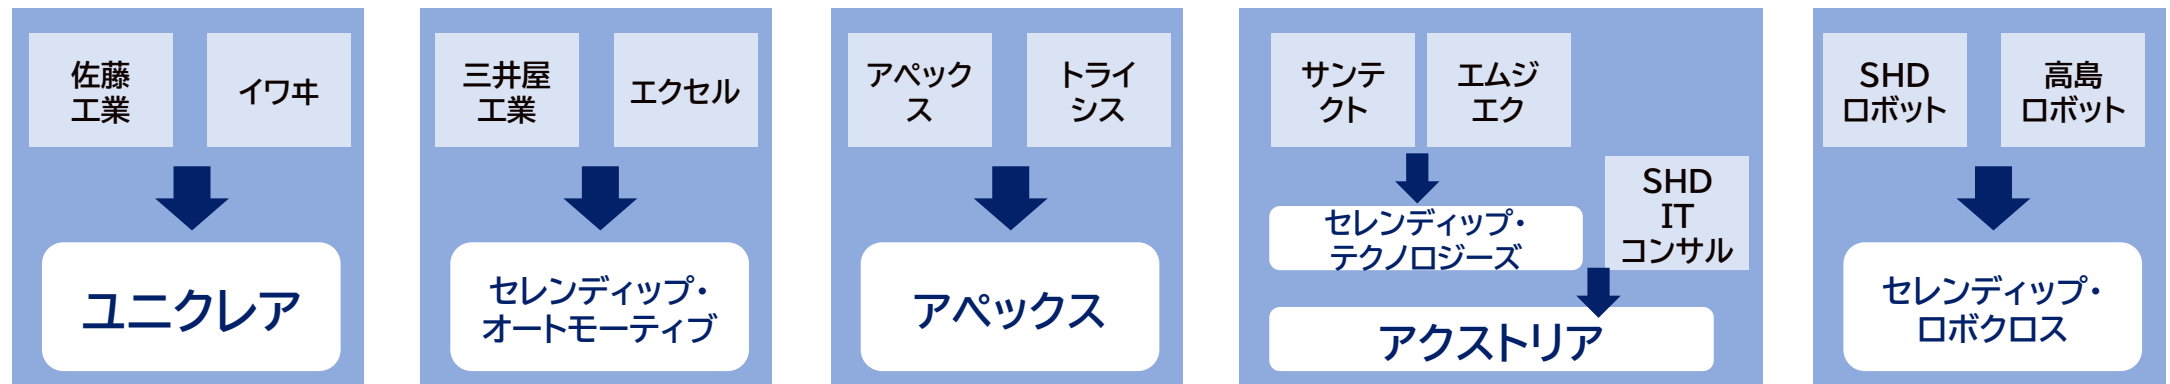 佐藤
工業
イワヰ
ユニクレア
三井屋
工業
エクセル
セレンディップ・
オートモーティブ
アペック
ス
トライ
シス
アペックス
サンテ
クト
エムジ
エク
セレンディップ・
テクノロジーズ
SHD
IT
コンサル
アクストリア
SHD
ロボット
高島
ロボット
セレンディップ・
ロボクロス